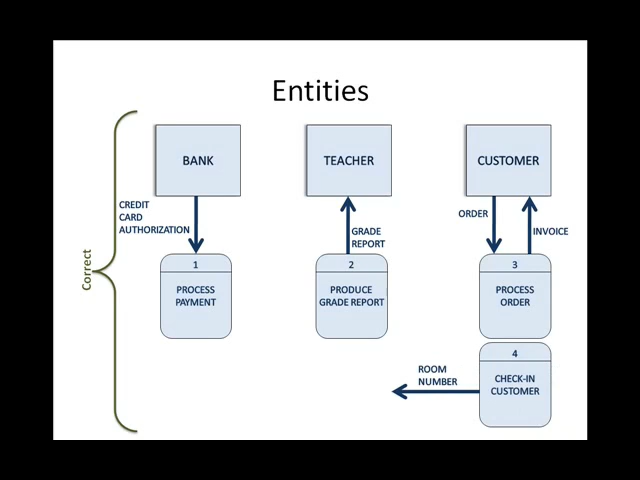 Entities
BANK
TEACHER
CUSTOMER
CREDIT
CARD
AUTHORIZATION
GRADE
REPORT
ORDER
INVOICE
Correct
1
PROCESS
PAYMENT
2
PRODUCE
GRADE REPORT
3
PROCESS
ORDER
ROOM
NUMBER
4
CHECK-IN
CUSTOMER